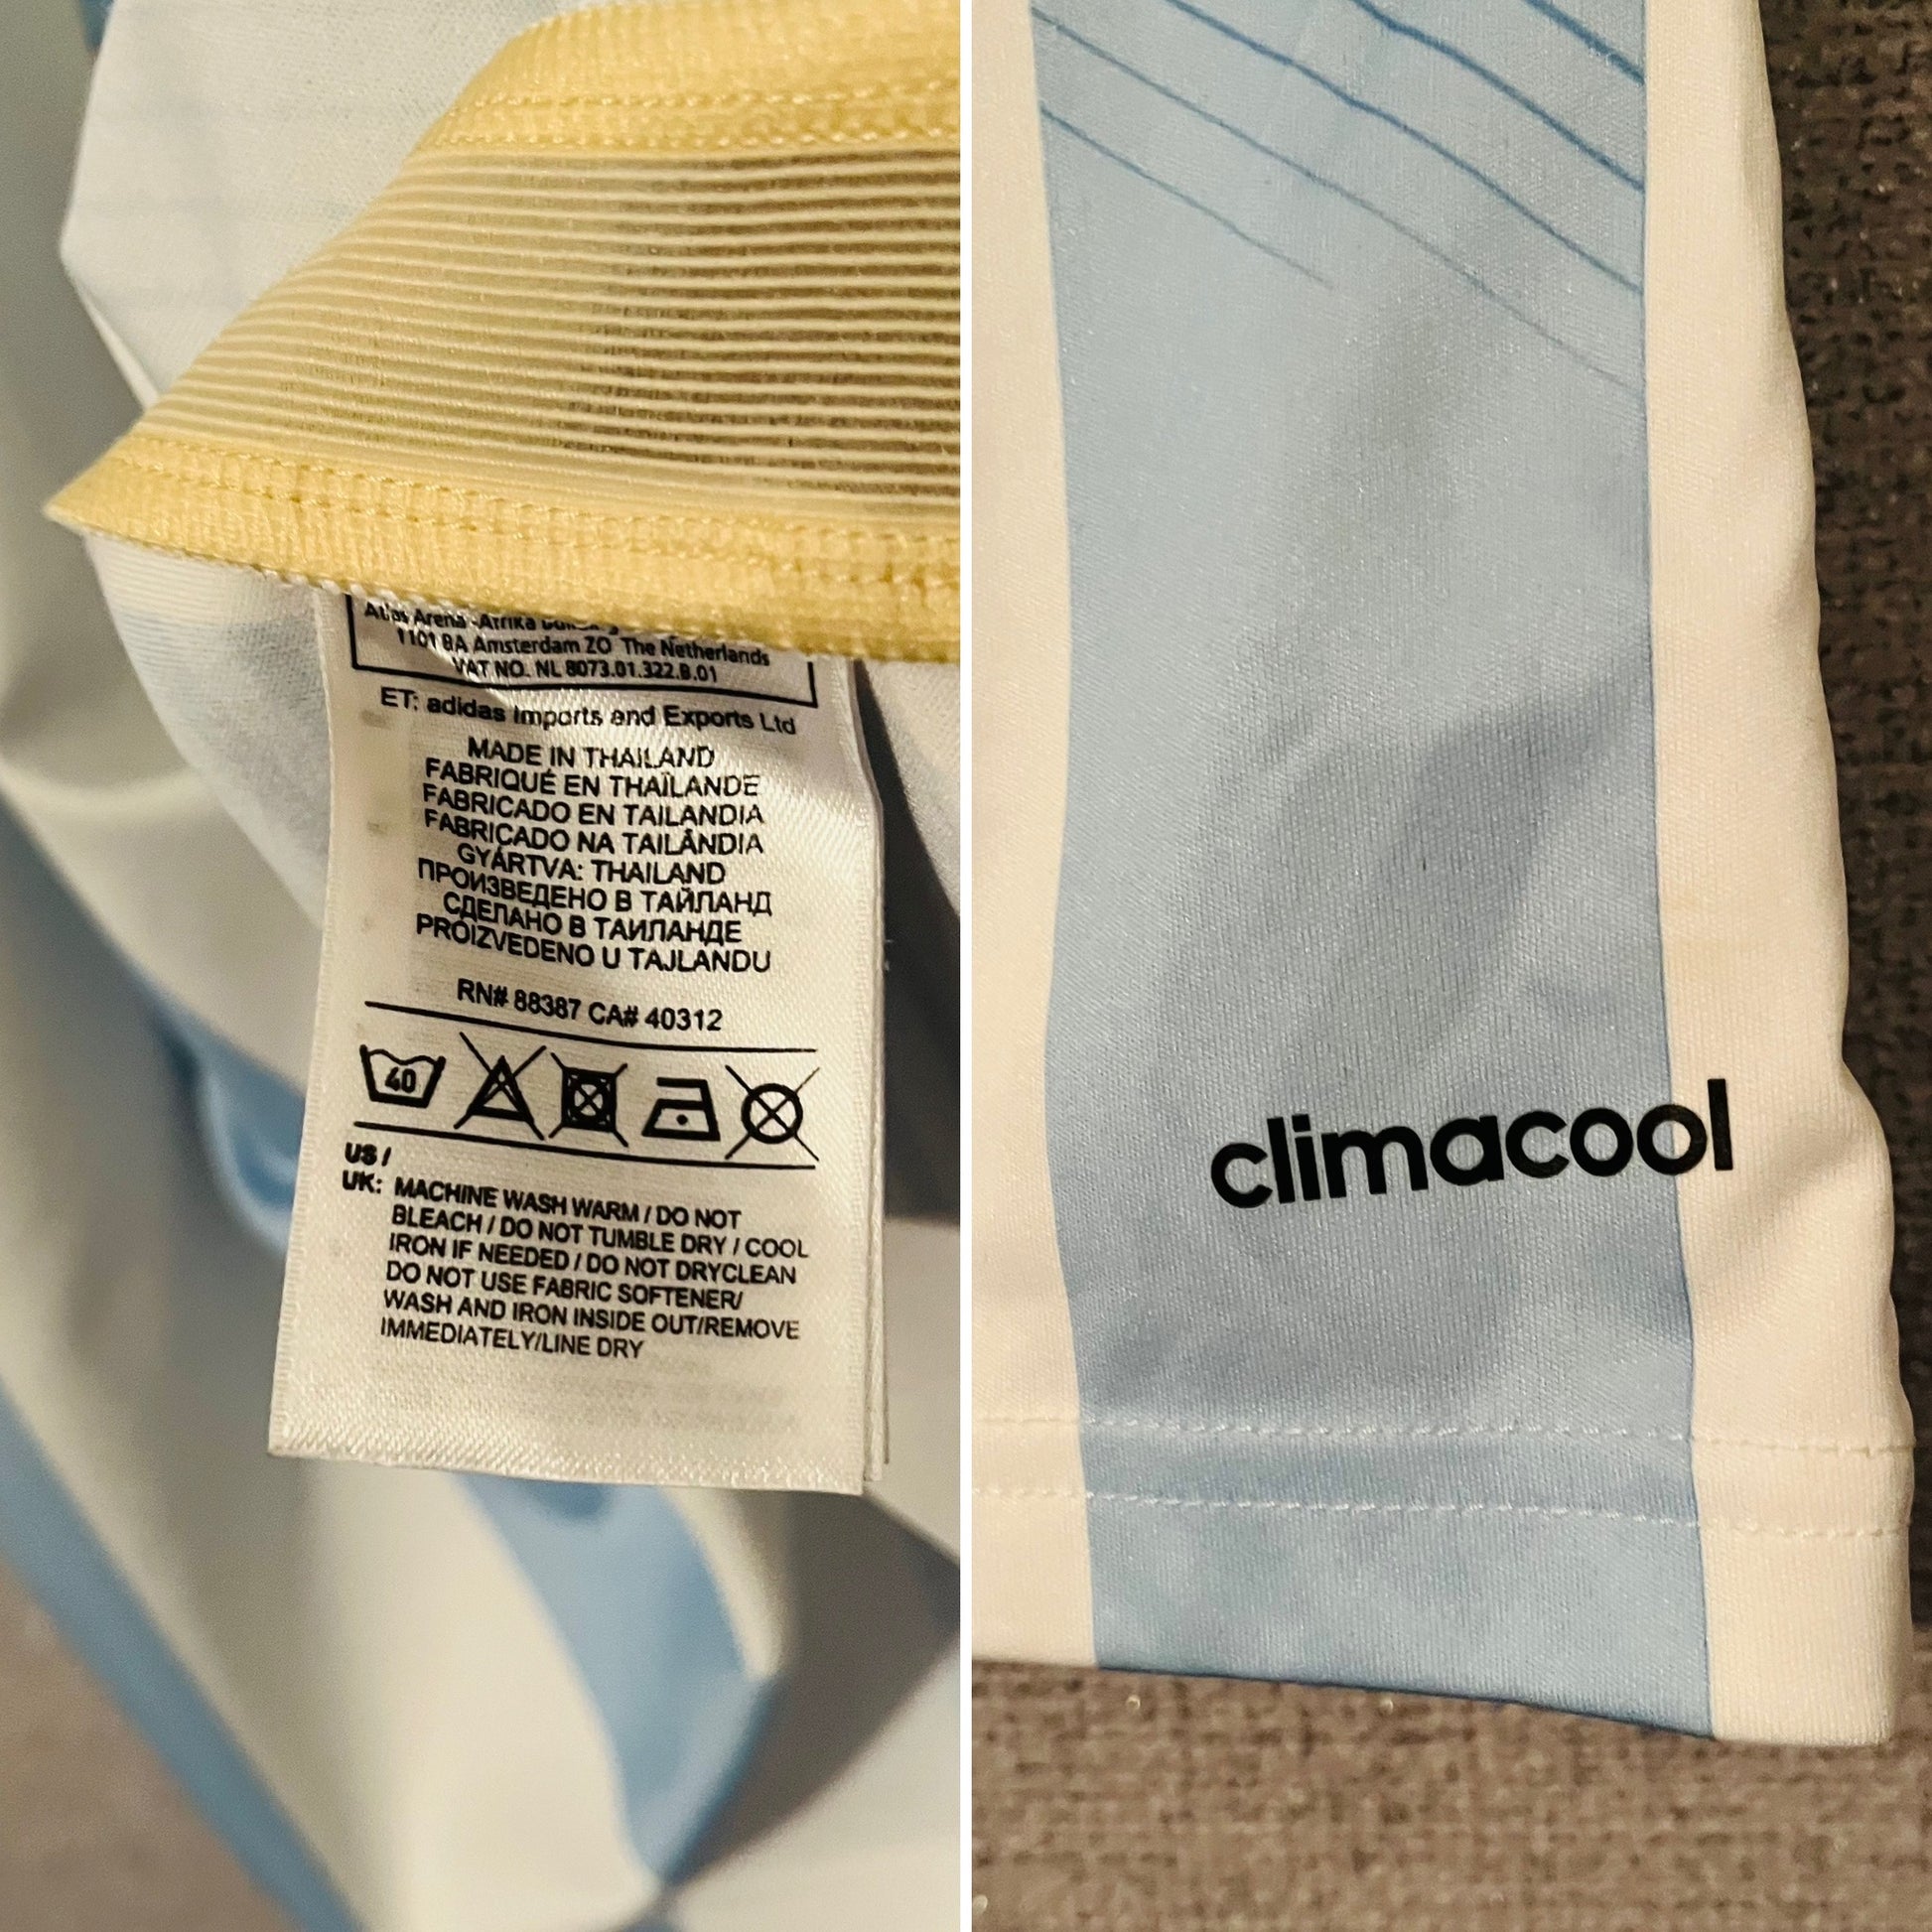 Atlas Arena -Afrika
1101 BA Amsterdam ZO The Netherlands
VAT NO. NL 8073.01.322.B.01
ET: adidas Imports and Exports Ltd
MADE IN THAILAND
FABRIQUÉ EN THAÏLANDE
FABRICADO EN TAILANDIA
FABRICADO NA TAILÂNDIA
GYÁRTVA: THAILAND
ПРОИЗВЕДЕНО В ТАЙЛАНД
СДЕЛАНО В ТАИЛАНДЕ
PROIZVEDENO U TAJLANDU
RN# 88387 CA# 40312
40
US /
UK: MACHINE WASH WARM / DO NOT
BLEACH / DO NOT TUMBLE DRY / COOL
IRON IF NEEDED / DO NOT DRYCLEAN
DO NOT USE FABRIC SOFTENER/
WASH AND IRON INSIDE OUT/REMOVE
IMMEDIATELY/LINE DRY
climacool